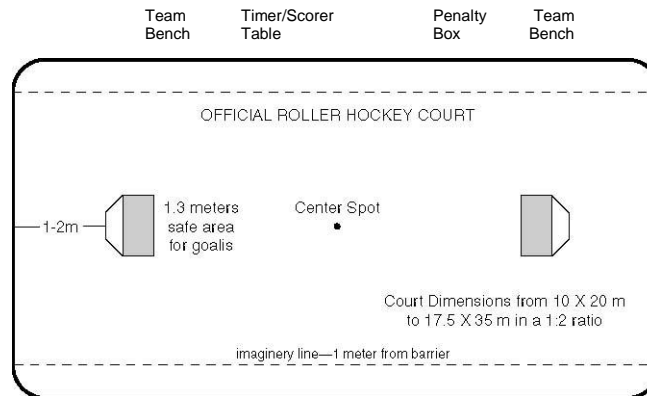 Team Timer/Scorer Penalty Team
Bench Table Box Bench
OFFICIAL ROLLER HOCKEY COURT
1.3 meters
safe area
for goalis
Center Spot
1-2m
Court Dimensions from 10 X 20 m
to 17.5 X 35 m in a 1:2 ratio
imaginery line—1 meter from barrier